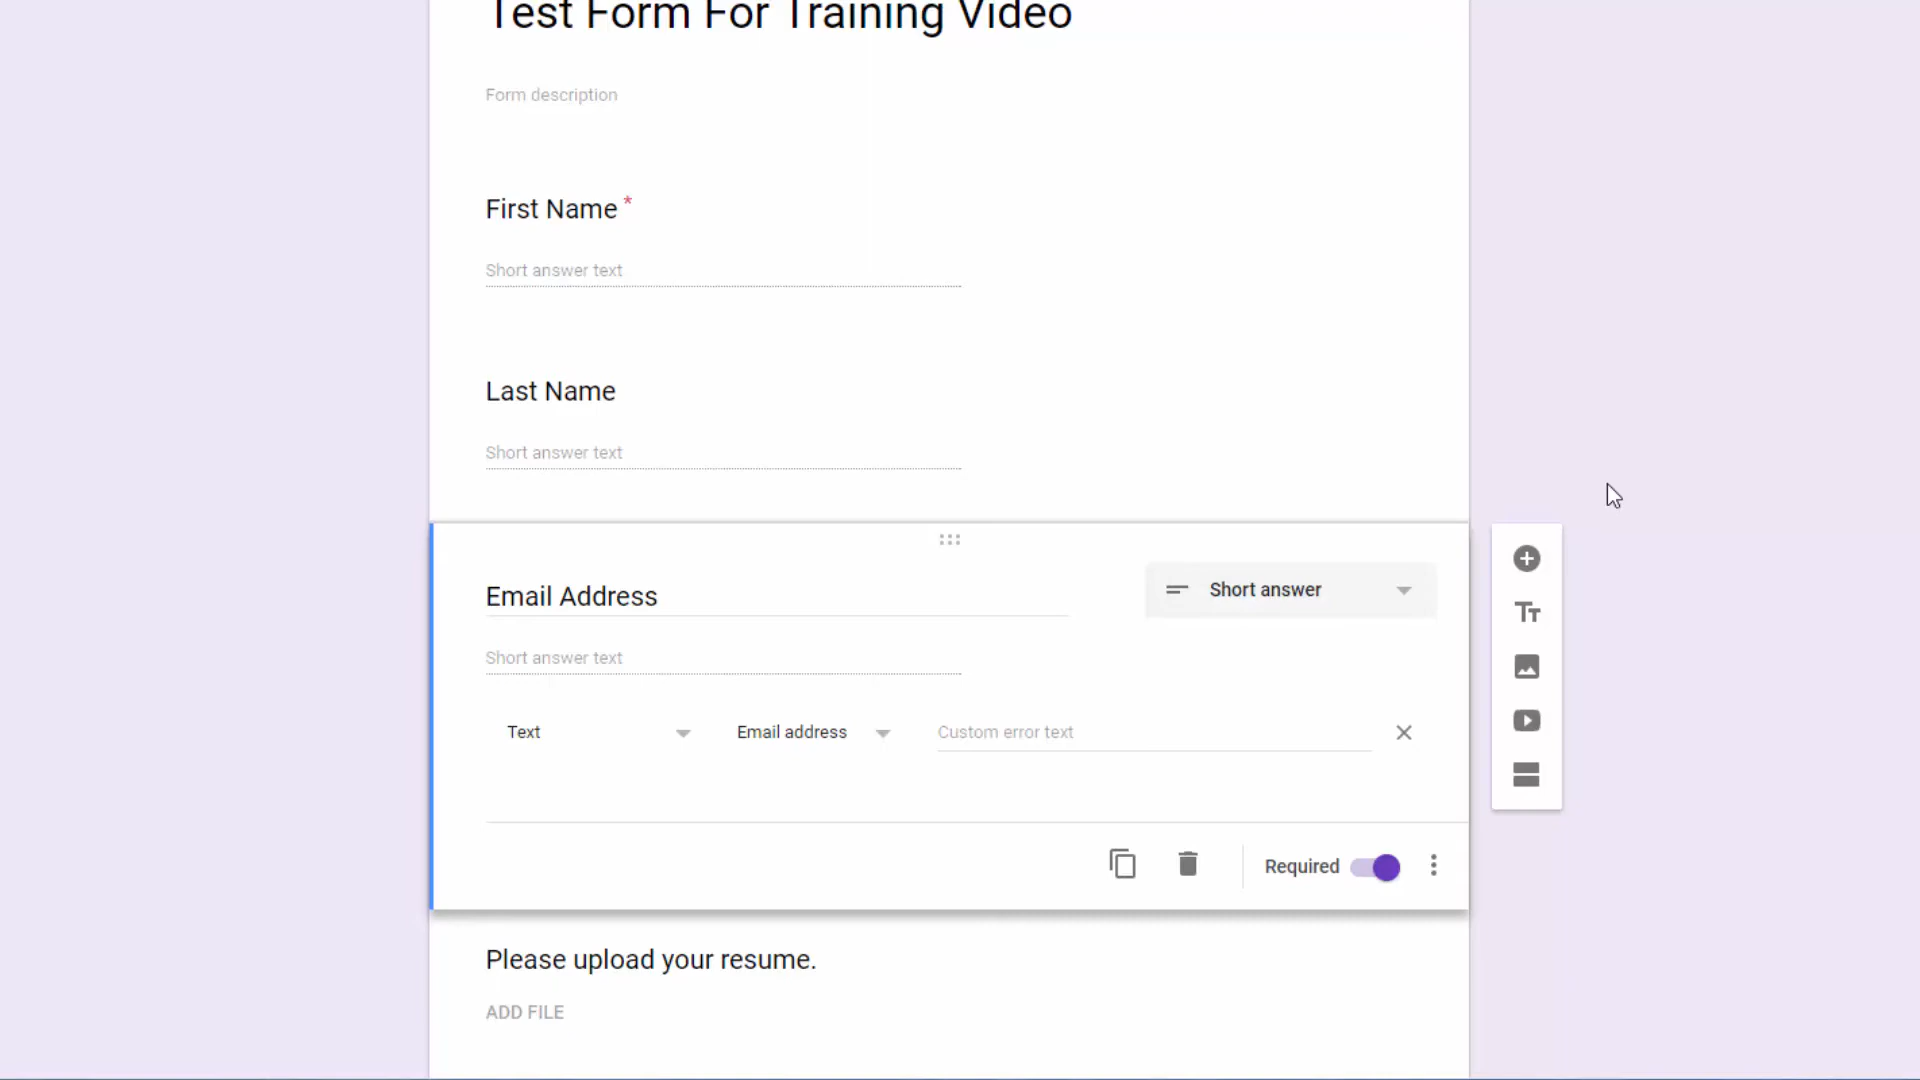 Test Form For Training Video
Form description
First Name *
Short answer text
Last Name
Short answer text
Email Address
Short answer
Short answer text
Text
Email address
Custom error text
Required
Please upload your resume.
ADD FILE